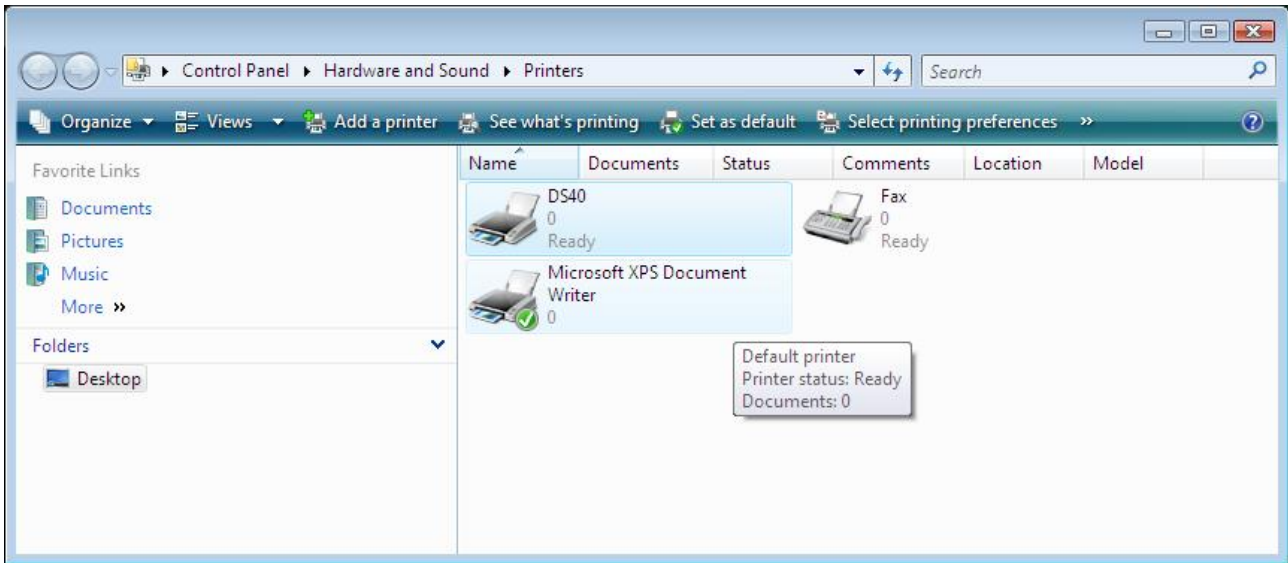 Control Panel Hardware and Sound Printers Search
Organize Views Add a printer See what's printing Set as default Select printing preferences »
Favorite Links
Documents
Pictures
Music
More »
Folders
Desktop
Name Documents Status Comments Location Model
DS40
0
Ready
Fax
0
Ready
Microsoft XPS Document
Writer
0
Default printer
Printer status: Ready
Documents: 0